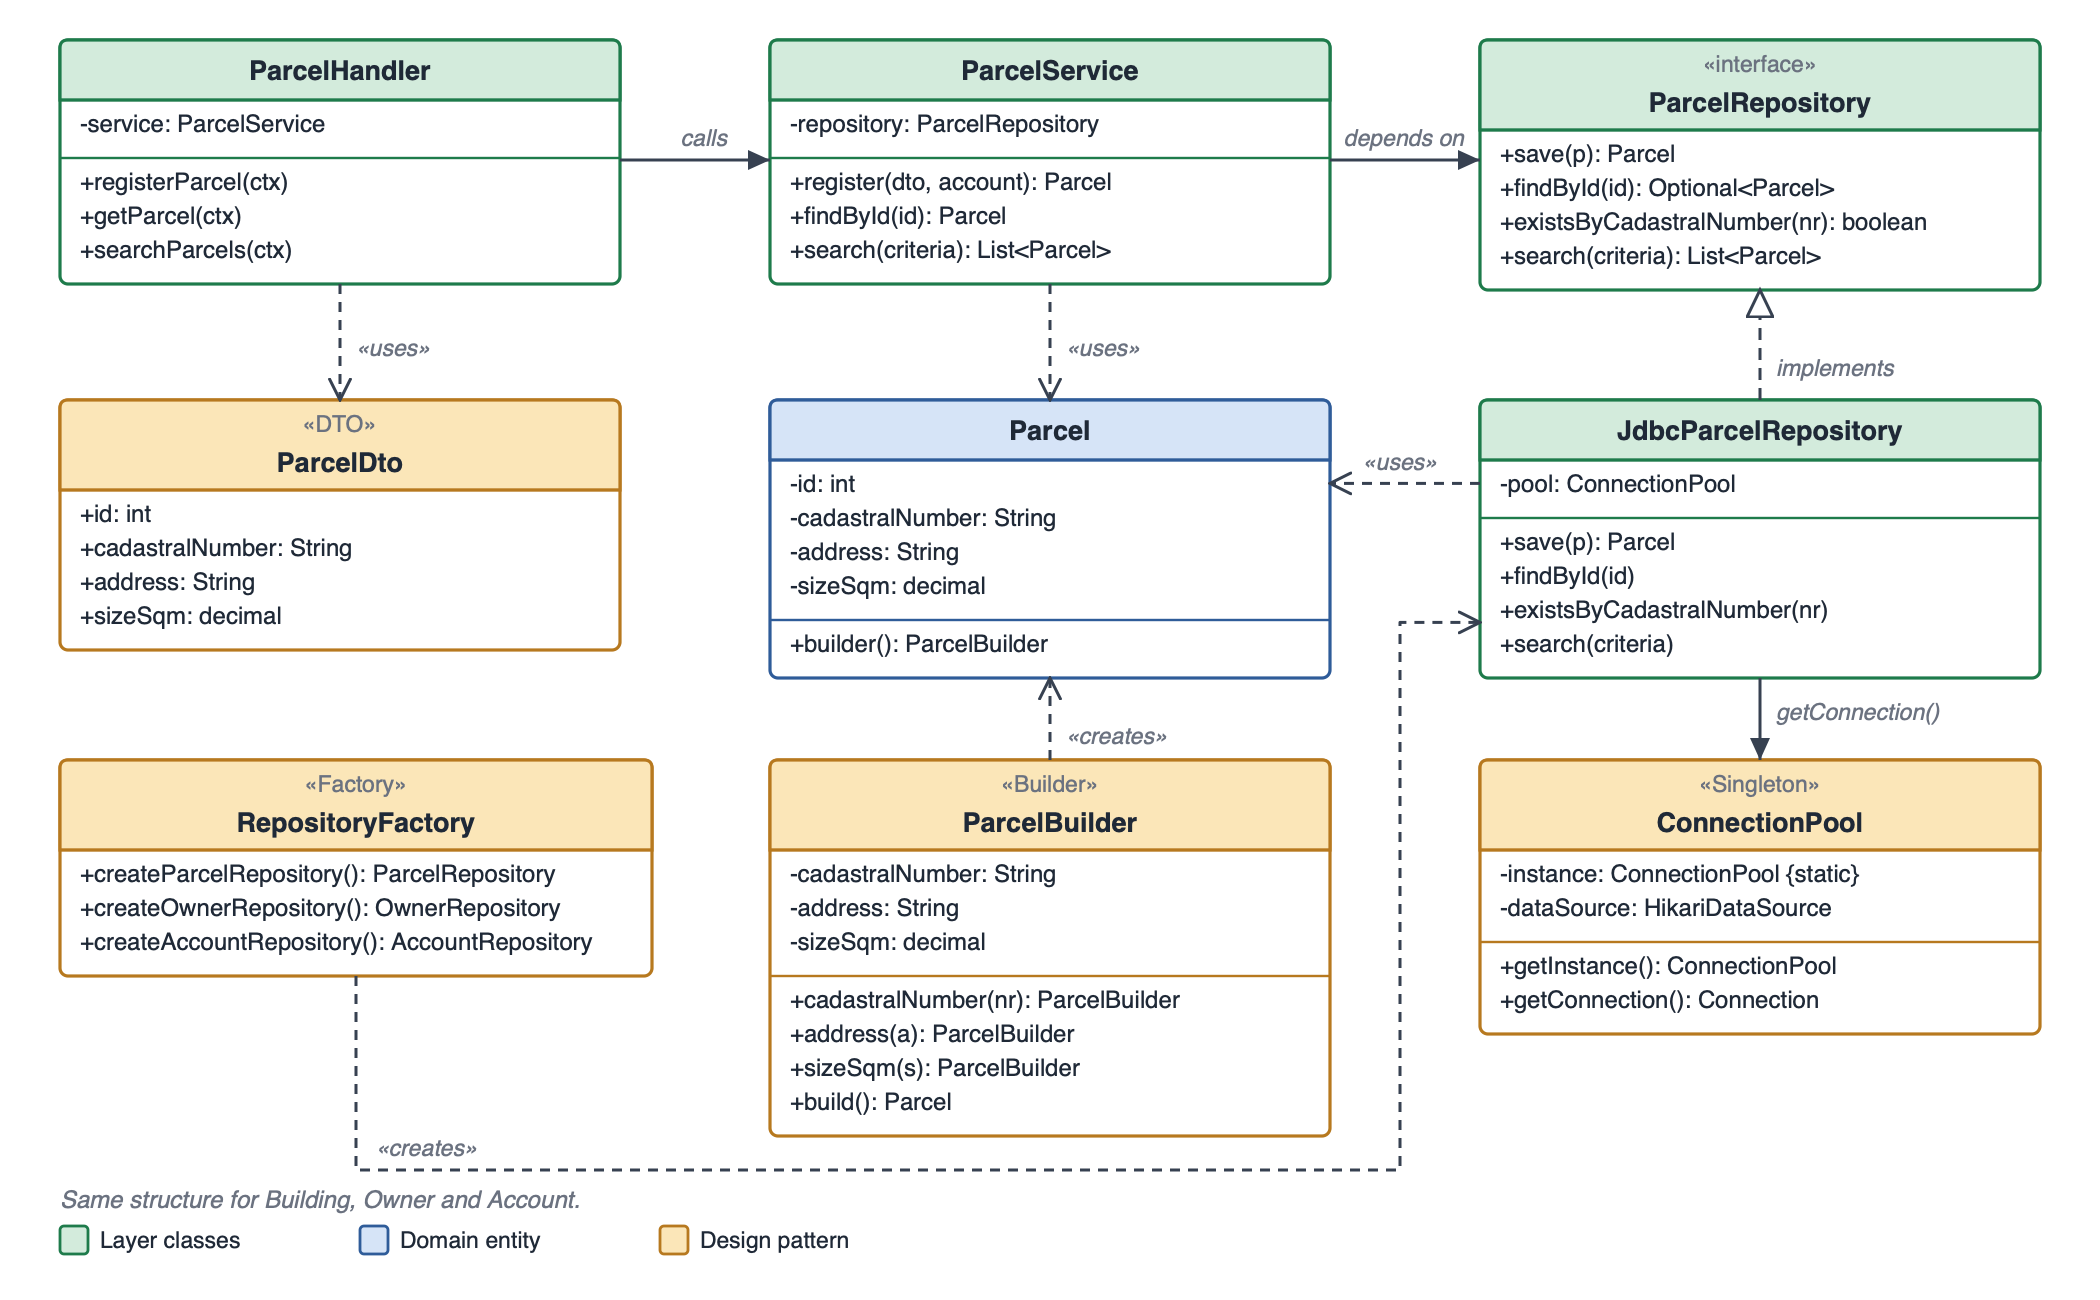 ParcelHandler
-service: ParcelService
+registerParcel(ctx)
+getParcel(ctx)
+searchParcels(ctx)
calls
ParcelService
-repository: ParcelRepository
+register(dto, account): Parcel
+findById(id): Parcel
+search(criteria): List<Parcel>
depends on
«interface»
ParcelRepository
+save(p): Parcel
+findById(id): Optional<Parcel>
+existsByCadastralNumber(nr): boolean
+search(criteria): List<Parcel>
«uses»
«uses»
implements
«DTO»
ParcelDto
+id: int
+cadastralNumber: String
+address: String
+sizeSqm: decimal
Parcel
-id: int
-cadastralNumber: String
-address: String
-sizeSqm: decimal
+builder(): ParcelBuilder
«uses»
JdbcParcelRepository
-pool: ConnectionPool
+save(p): Parcel
+findById(id)
+existsByCadastralNumber(nr)
+search(criteria)
«creates»
getConnection()
«Factory»
RepositoryFactory
+createParcelRepository(): ParcelRepository
+createOwnerRepository(): OwnerRepository
+createAccountRepository(): AccountRepository
«Builder»
ParcelBuilder
-cadastralNumber: String
-address: String
-sizeSqm: decimal
+cadastralNumber(nr): ParcelBuilder
+address(a): ParcelBuilder
+sizeSqm(s): ParcelBuilder
+build(): Parcel
«Singleton»
ConnectionPool
-instance: ConnectionPool {static}
-dataSource: HikariDataSource
+getInstance(): ConnectionPool
+getConnection(): Connection
«creates»
Same structure for Building, Owner and Account.
Layer classes
Domain entity
Design pattern